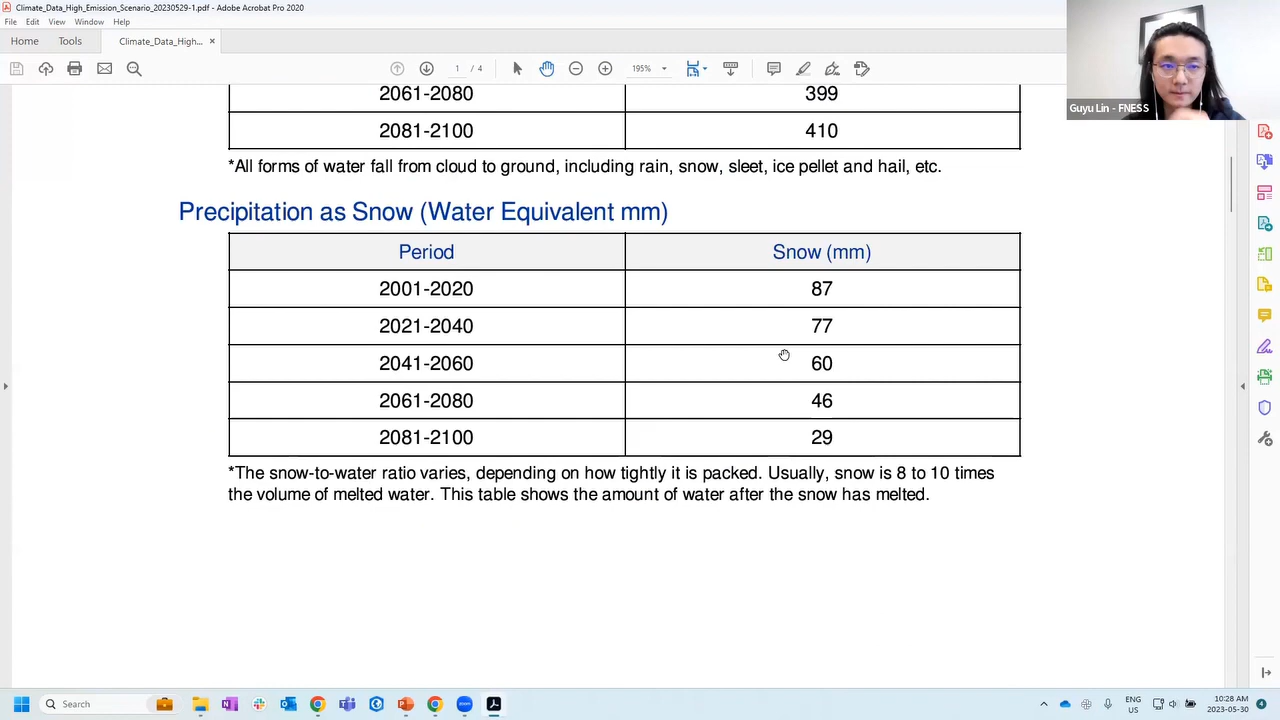 Climate_Data_High_Emission_Scenario_20230529-1.pdf - Adobe Acrobat Pro 2020
File Edit View Window Help
Home Tools Climate_Data_High... ×
1 / 4 195%
Guyu Lin - FNESS
2061-2080 399
2081-2100 410
*All forms of water fall from cloud to ground, including rain, snow, sleet, ice pellet and hail, etc.
Precipitation as Snow (Water Equivalent mm)
Period Snow (mm)
2001-2020 87
2021-2040 77
2041-2060 60
2061-2080 46
2081-2100 29
*The snow-to-water ratio varies, depending on how tightly it is packed. Usually, snow is 8 to 10 times
the volume of melted water. This table shows the amount of water after the snow has melted.
Search
ENG
US
10:28 AM
2023-05-30
4